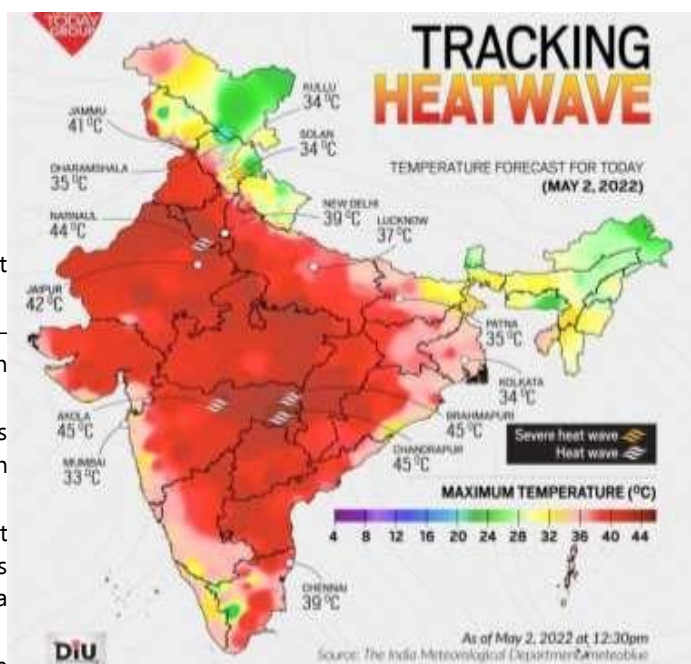 TODAY
GROUP
TRACKING
HEATWAVE
TEMPERATURE FORECAST FOR TODAY
(MAY 2, 2022)
KULLU
34 °C
JAMMU
41 °C
SOLAN
34 °C
DHARAMSHALA
35 °C
NEW DELHI
39 °C
NARNAUL
44 °C
LUCKNOW
37 °C
JAIPUR
42 °C
PATNA
35 °C
KOLKATA
34 °C
AKOLA
45 °C
BRAHMAPURI
45 °C
CHANDRAPUR
45 °C
MUMBAI
33 °C
Severe heat wave
Heat wave
MAXIMUM TEMPERATURE (°C)
4 8 12 16 20 24 28 32 36 40 44
CHENNAI
39 °C
As of May 2, 2022 at 12:30pm
Source: The India Meteorological Department/meteoblue
DiU